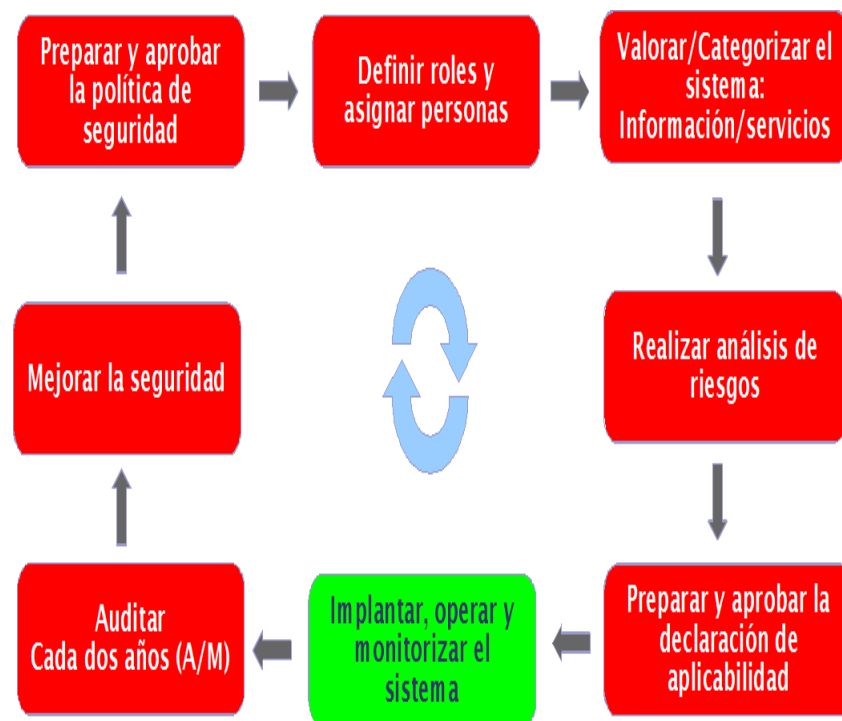 Preparar y aprobar
la política de
seguridad
Definir roles y
asignar personas
Valorar/Categorizar el
sistema:
Información/servicios
Realizar análisis de
riesgos
Preparar y aprobar la
declaración de
aplicabilidad
Implantar, operar y
monitorizar el
sistema
Auditar
Cada dos años (A/M)
Mejorar la seguridad